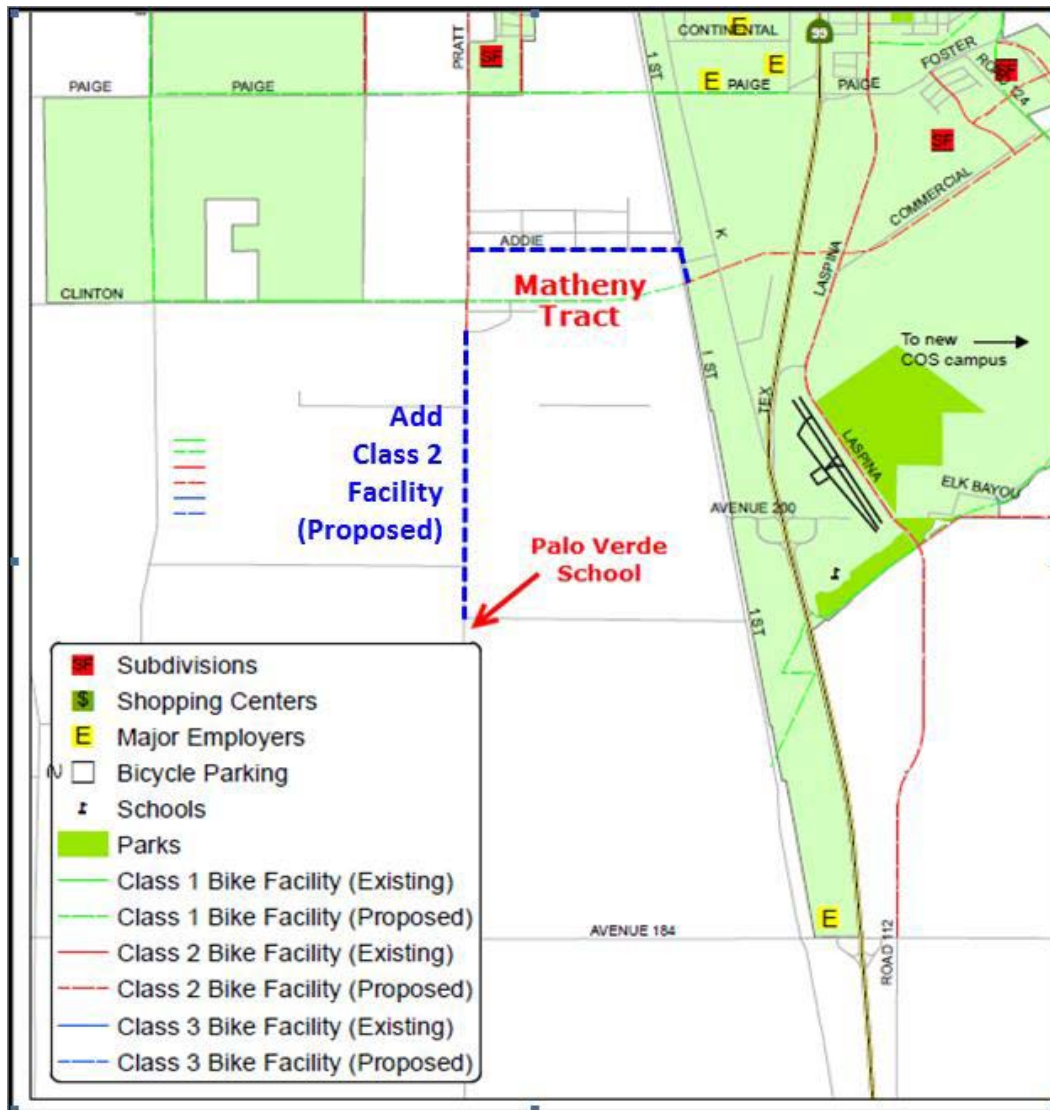 CONTINENTAL
E
99
PRATT
SF
1 ST
E
E
FOSTER
SF
ROAD 124
PAIGE
PAIGE
PAIGE
PAIGE
SF
COMMERCIAL
K
ADDIE
LASPINA
CLINTON
Matheny
Tract
To new
COS campus
1 ST
TEX
Add
Class 2
Facility
(Proposed)
LASPINA
ELK BAYOU
AVENUE 200
Palo Verde
School
1 ST
SF Subdivisions
$ Shopping Centers
E Major Employers
Bicycle Parking
Schools
Parks
Class 1 Bike Facility (Existing)
Class 1 Bike Facility (Proposed)
Class 2 Bike Facility (Existing)
Class 2 Bike Facility (Proposed)
Class 3 Bike Facility (Existing)
Class 3 Bike Facility (Proposed)
E
AVENUE 184
ROAD 112